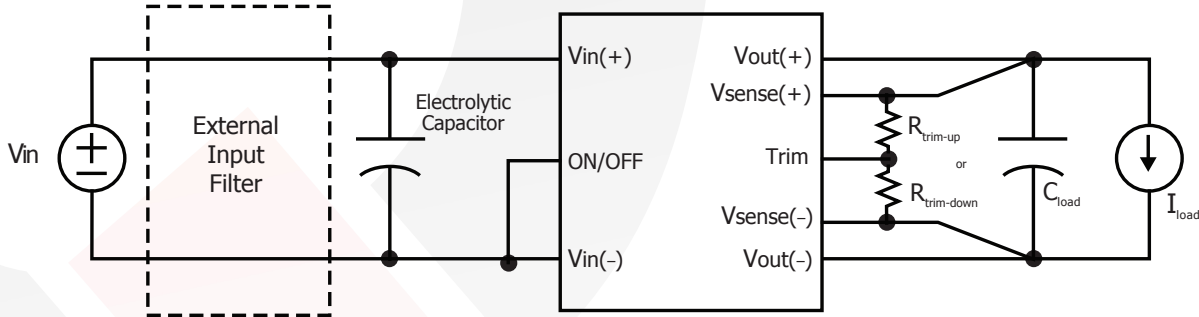 Vin
External
Input
Filter
Electrolytic
Capacitor
Vin(+)
ON/OFF
Vin(−)
Vout(+)
Vsense(+)
Trim
Vsense(−)
Vout(−)
Rtrim-up
or
Rtrim-down
Cload
Iload